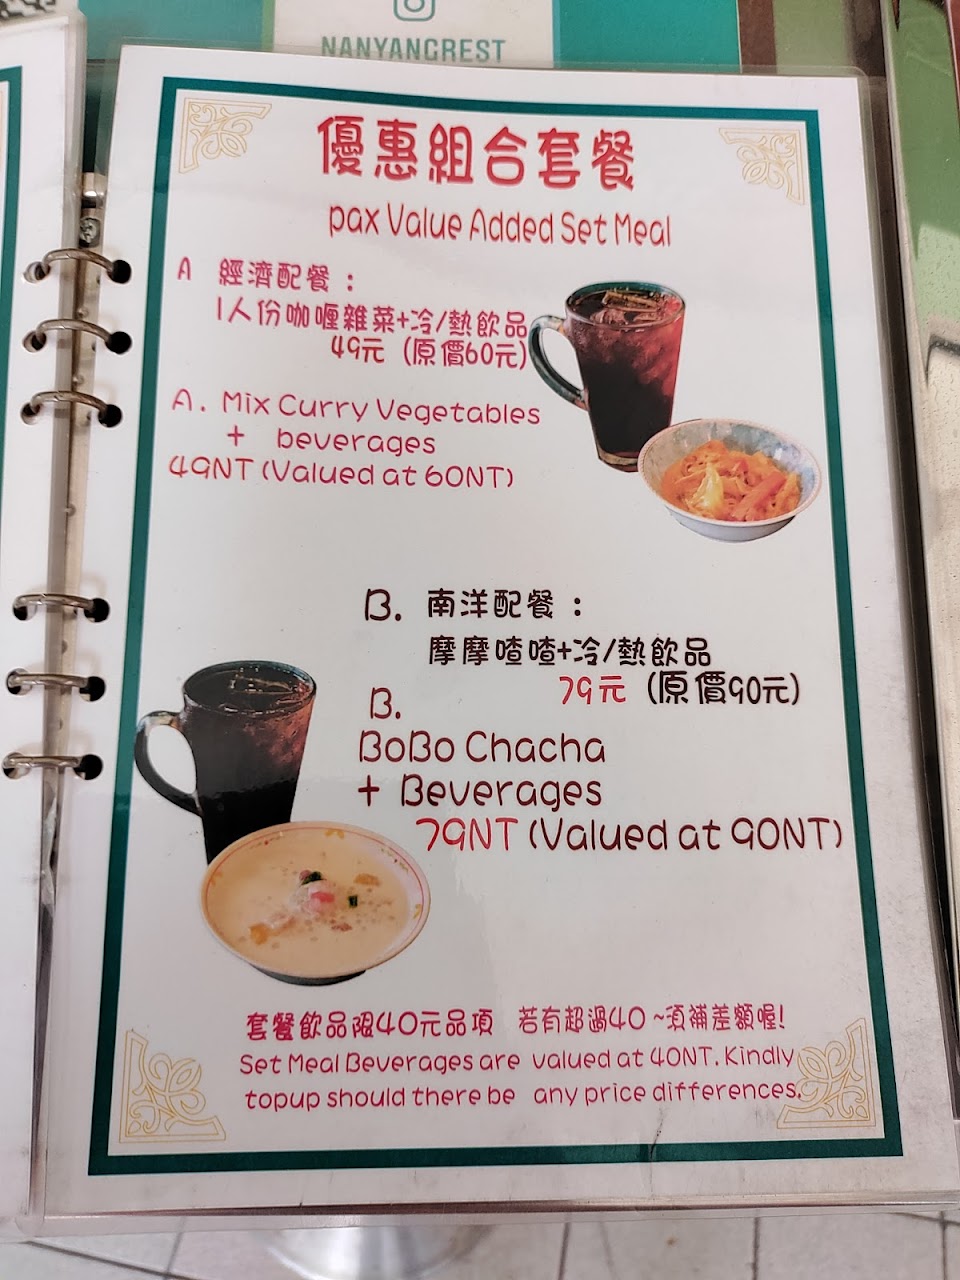 NANYANGREST
優惠組合套餐
pax Value Added Set Meal
A 經濟配餐：
1人份咖喱雜菜+冷/熱飲品
49元 (原價60元)
A. Mix Curry Vegetables
+ beverages
49NT (Valued at 60NT)
B. 南洋配餐：
摩摩喳喳+冷/熱飲品
79元 (原價90元)
B.
BoBo Chacha
+ Beverages
79NT (Valued at 90NT)
套餐飲品限40元品項 若有超過40~須補差額喔!
Set Meal Beverages are valued at 40NT. Kindly
topup should there be any price differences.